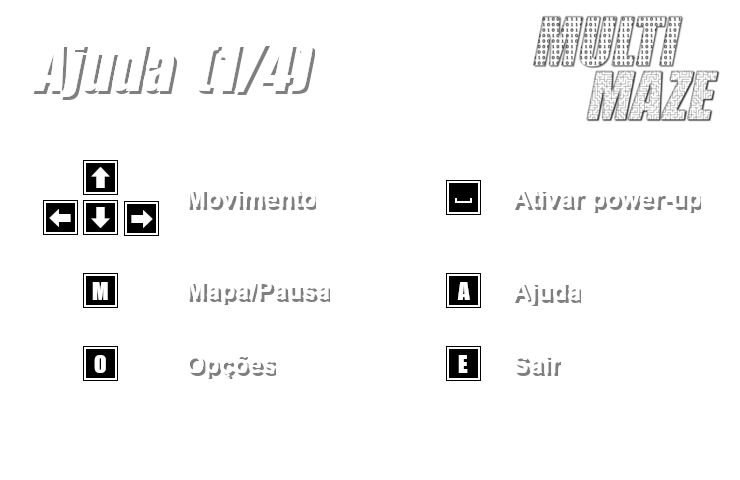 Ajuda (1/4)
MULTI
MAZE
Movimento
Ativar power-up
M Mapa/Pausa
A Ajuda
O Opções
E Sair